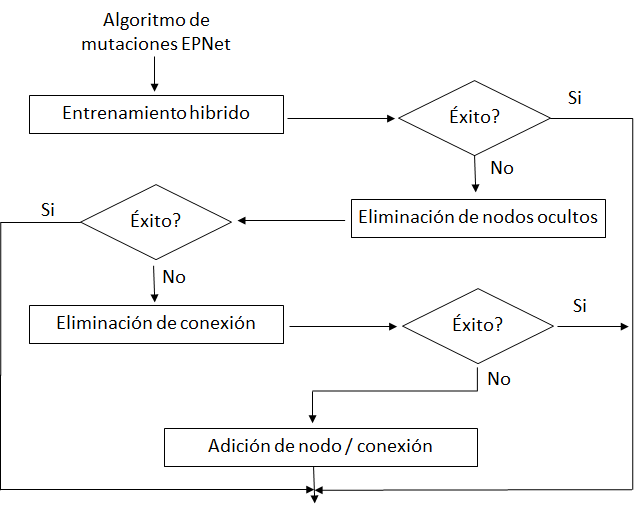 Algoritmo de
mutaciones EPNet
Entrenamiento hibrido
Éxito?
Si
No
Eliminación de nodos ocultos
Éxito?
Si
No
Eliminación de conexión
Éxito?
Si
No
Adición de nodo / conexión